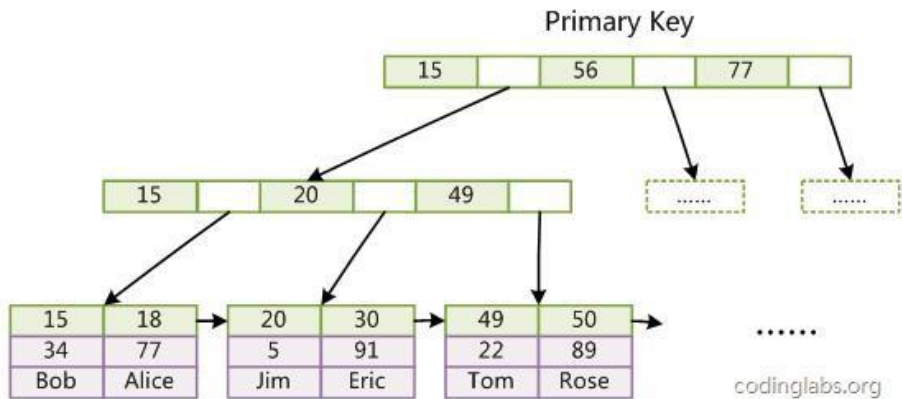 Primary Key
15 56 77
15 20 49
...... ......
15 18 20 30 49 50
34 77 5 91 22 89
Bob Alice Jim Eric Tom Rose
......
codinglabs.org